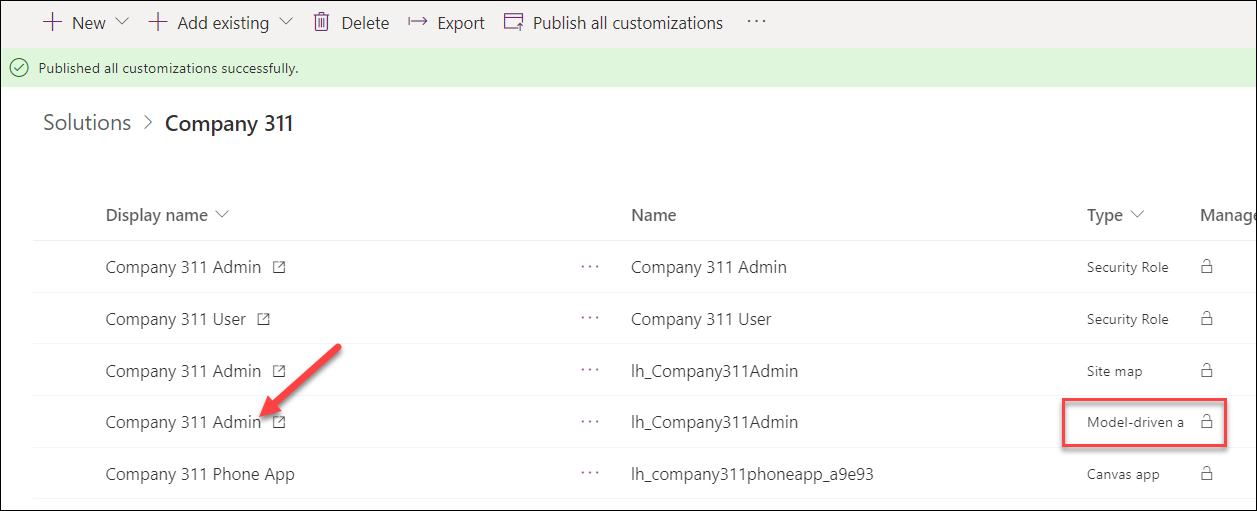 New Add existing Delete Export Publish all customizations ...
Published all customizations successfully.
Solutions > Company 311
Display name Name Type Manage
Company 311 Admin ... Company 311 Admin Security Role
Company 311 User ... Company 311 User Security Role
Company 311 Admin ... lh_Company311Admin Site map
Company 311 Admin ... lh_Company311Admin Model-driven a
Company 311 Phone App ... lh_company311phoneapp_a9e93 Canvas app